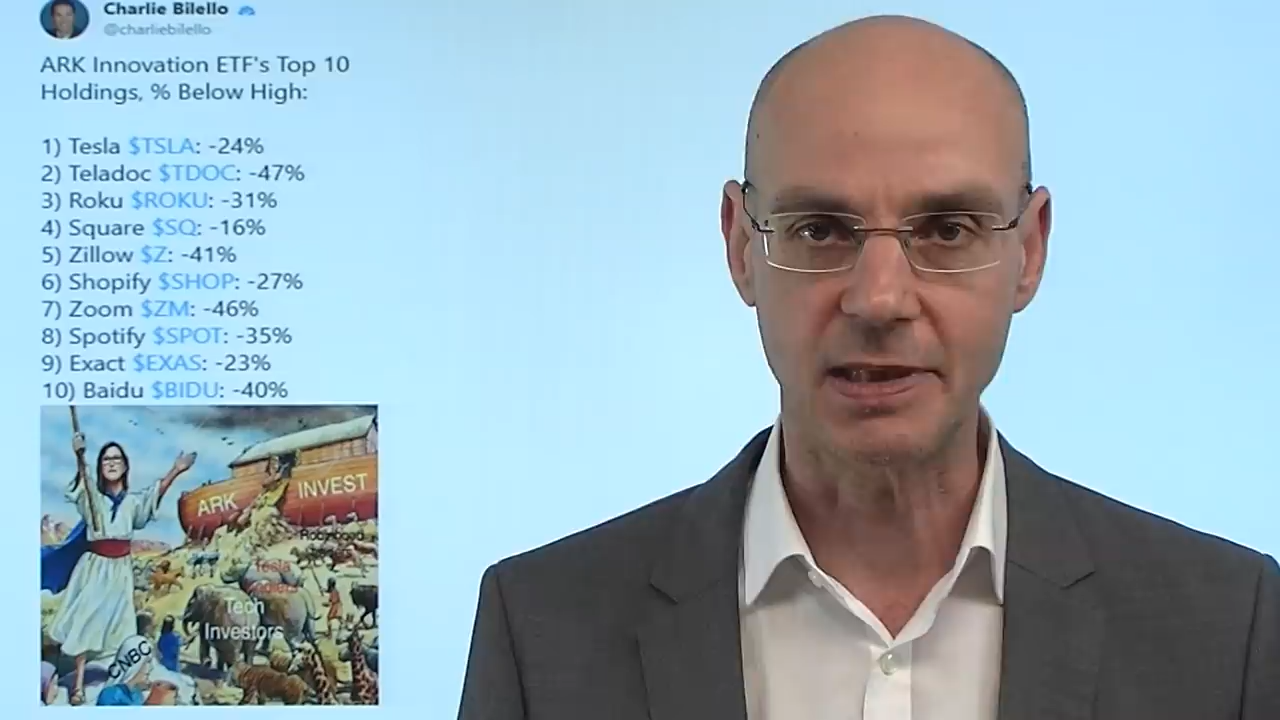 Charlie Bilello
@charliebilello
ARK Innovation ETF's Top 10
Holdings, % Below High:
1) Tesla $TSLA: -24%
2) Teladoc $TDOC: -47%
3) Roku $ROKU: -31%
4) Square $SQ: -16%
5) Zillow $Z: -41%
6) Shopify $SHOP: -27%
7) Zoom $ZM: -46%
8) Spotify $SPOT: -35%
9) Exact $EXAS: -23%
10) Baidu $BIDU: -40%
ARK INVEST
Tesla
Tech
Investors
CNBC